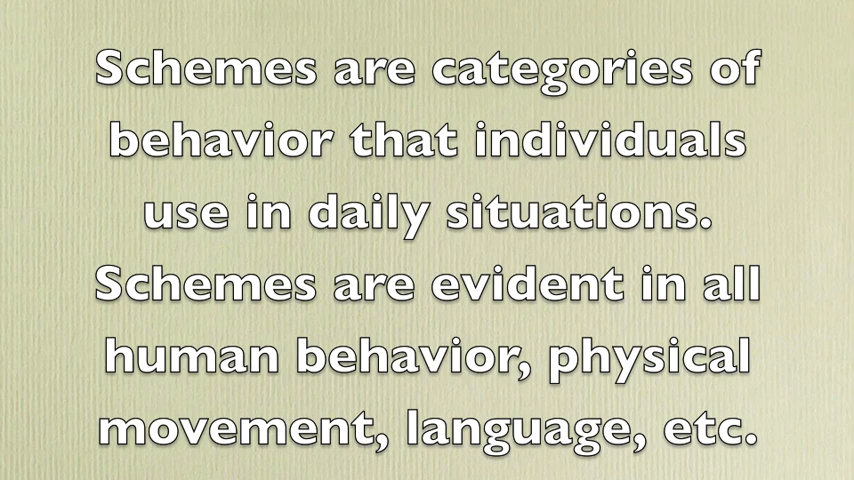 Schemes are categories of
behavior that individuals
use in daily situations.
Schemes are evident in all
human behavior, physical
movement, language, etc.